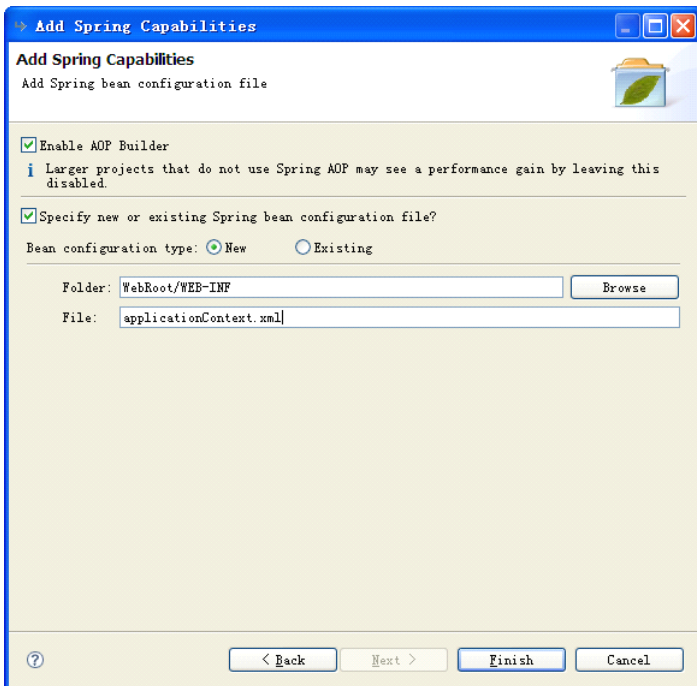 Add Spring Capabilities
Add Spring Capabilities
Add Spring bean configuration file
Enable AOP Builder
i Larger projects that do not use Spring AOP may see a performance gain by leaving this
disabled.
Specify new or existing Spring bean configuration file?
Bean configuration type: New Existing
Folder: WebRoot/WEB-INF Browse
File: applicationContext.xml
? < Back Next > Finish Cancel